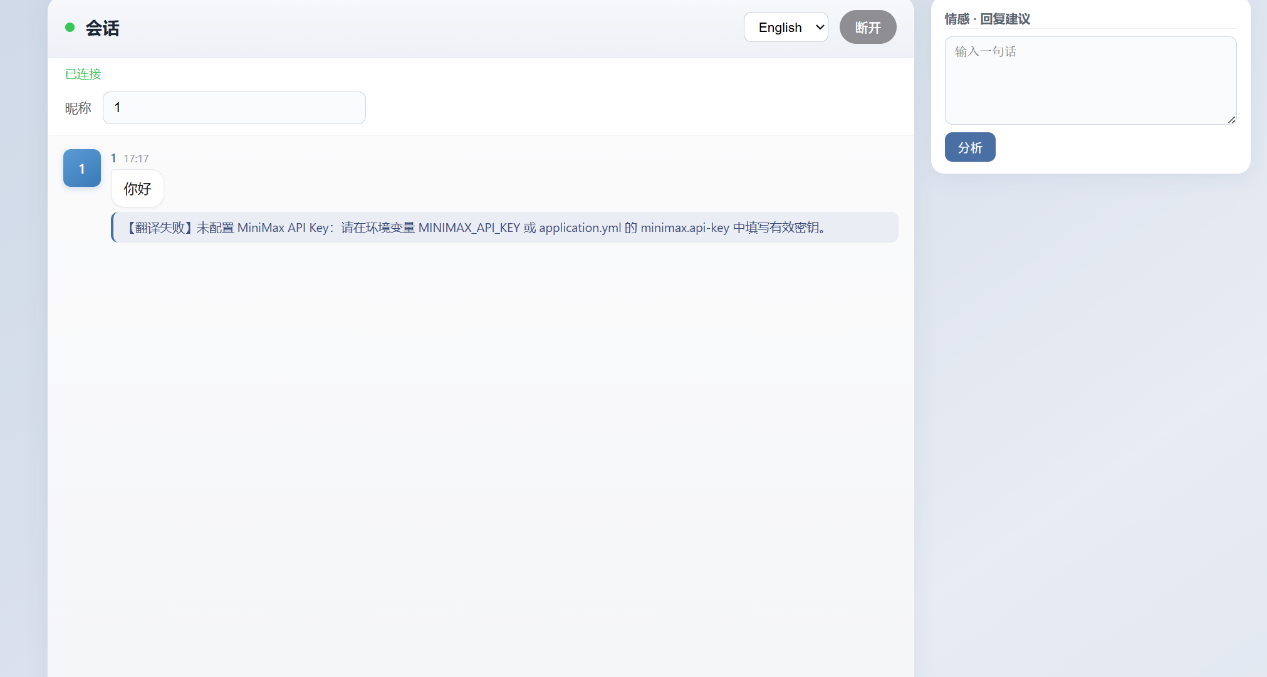 会话
English
断开
已连接
昵称
1
1
1 17:17
你好
【翻译失败】未配置 MiniMax API Key：请在环境变量 MINIMAX_API_KEY 或 application.yml 的 minimax.api-key 中填写有效密钥。
情感 · 回复建议
输入一句话
分析